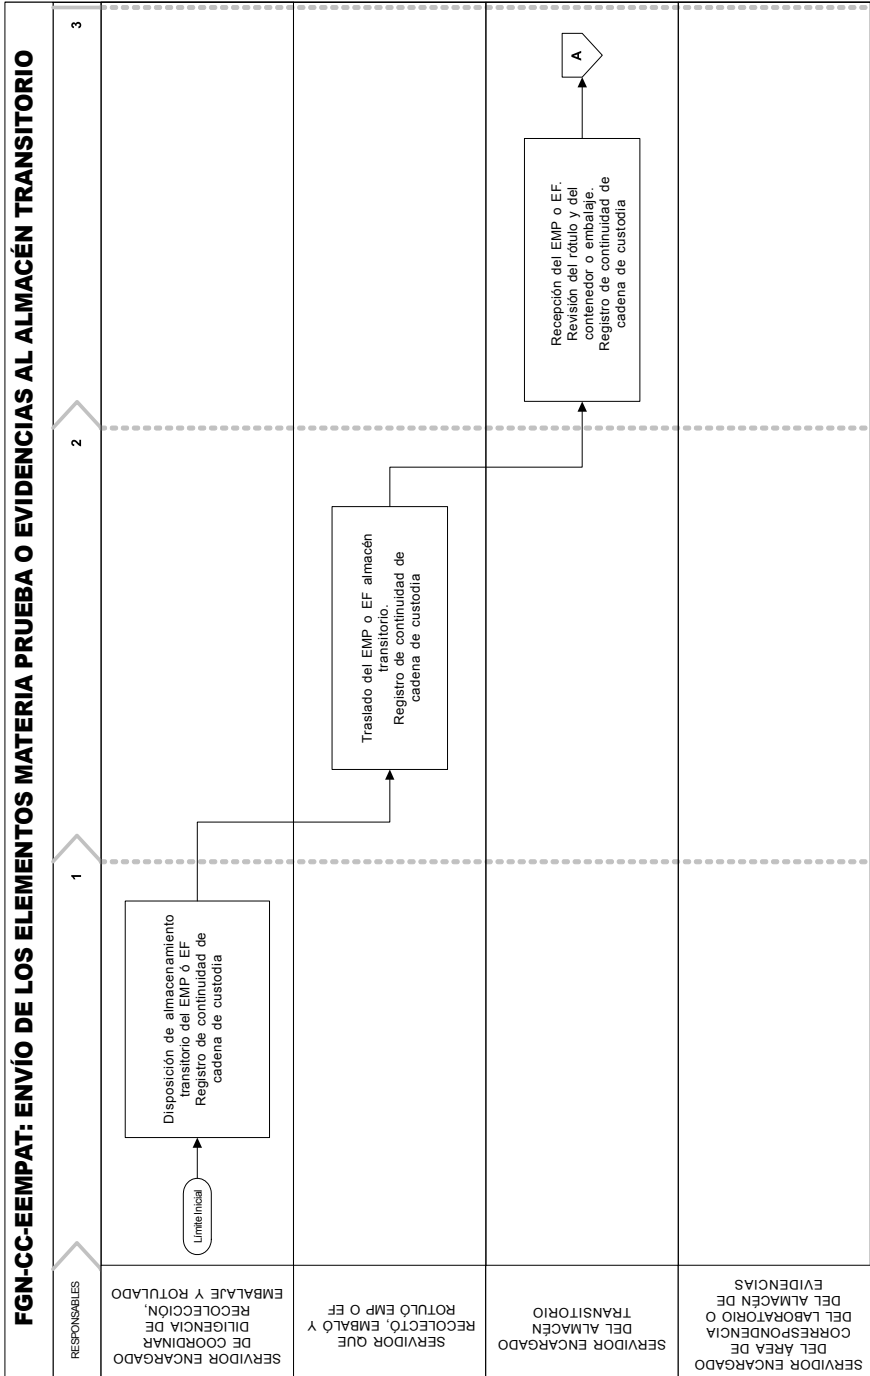 FGN-CC-EEMPAT: ENVÍO DE LOS ELEMENTOS MATERIA PRUEBA O EVIDENCIAS AL ALMACÉN TRANSITORIO
RESPONSABLES
1
2
3
SERVIDOR ENCARGADO
DE COORDINAR
DILIGENCIA DE
RECOLECCIÓN,
EMBALAJE Y ROTULADO
Límite Inicial
Disposición de almacenamiento
transitorio del EMP ó EF
Registro de continuidad de
cadena de custodia
SERVIDOR QUE
RECOLECTÓ, EMBALÓ Y
ROTULÓ EMP O EF
Traslado del EMP o EF almacén
transitorio.
Registro de continuidad de
cadena de custodia
SERVIDOR ENCARGADO
DEL ALMACÉN
TRANSITORIO
Recepción del EMP o EF.
Revisión del rótulo y del
contenedor o embalaje.
Registro de continuidad de
cadena de custodia
A
SERVIDOR ENCARGADO
DEL ÁREA DE
CORRESPONDENCIA
DEL LABORATORIO O
DEL ALMACÉN DE
EVIDENCIAS